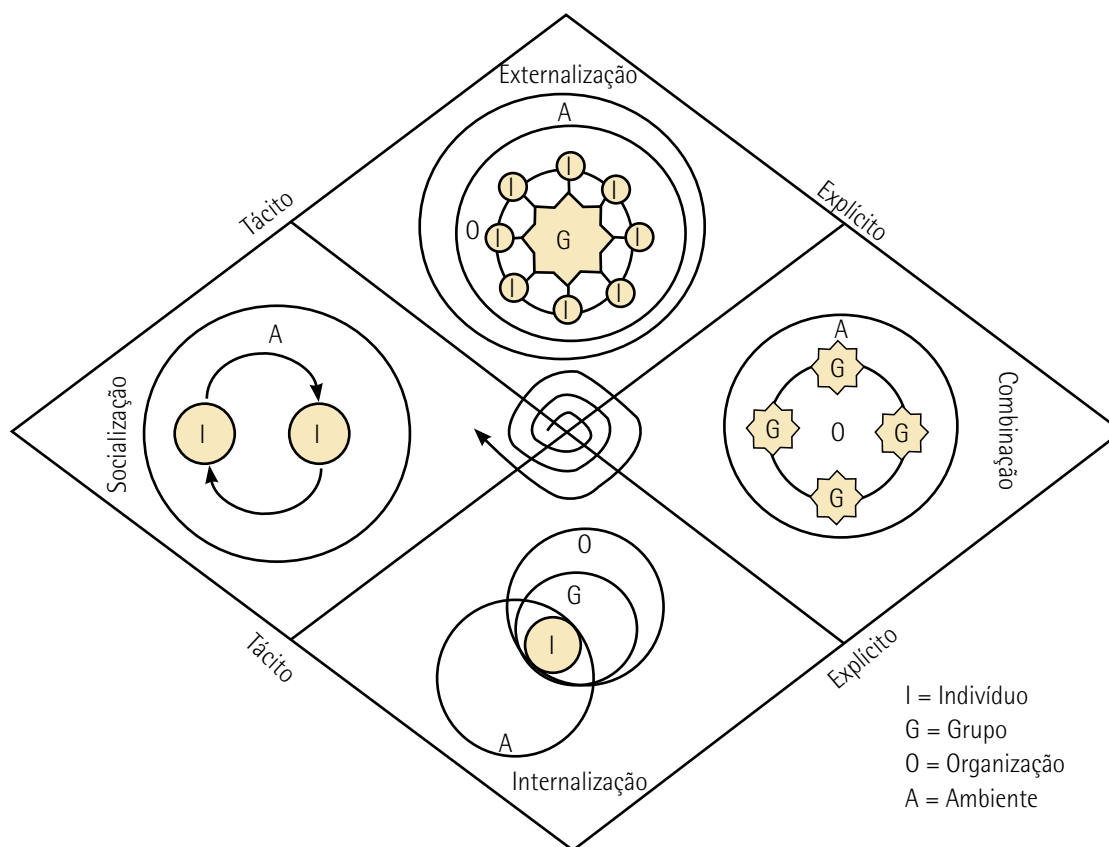 Externalização
A
I
I
I
Tácito
Explícito
O
I
G
I
I
I
I
A
A
G
Socialização
I
I
G
O
G
Combinação
G
O
G
I
A
Tácito
Explícito
Internalização
I = Indivíduo
G = Grupo
O = Organização
A = Ambiente